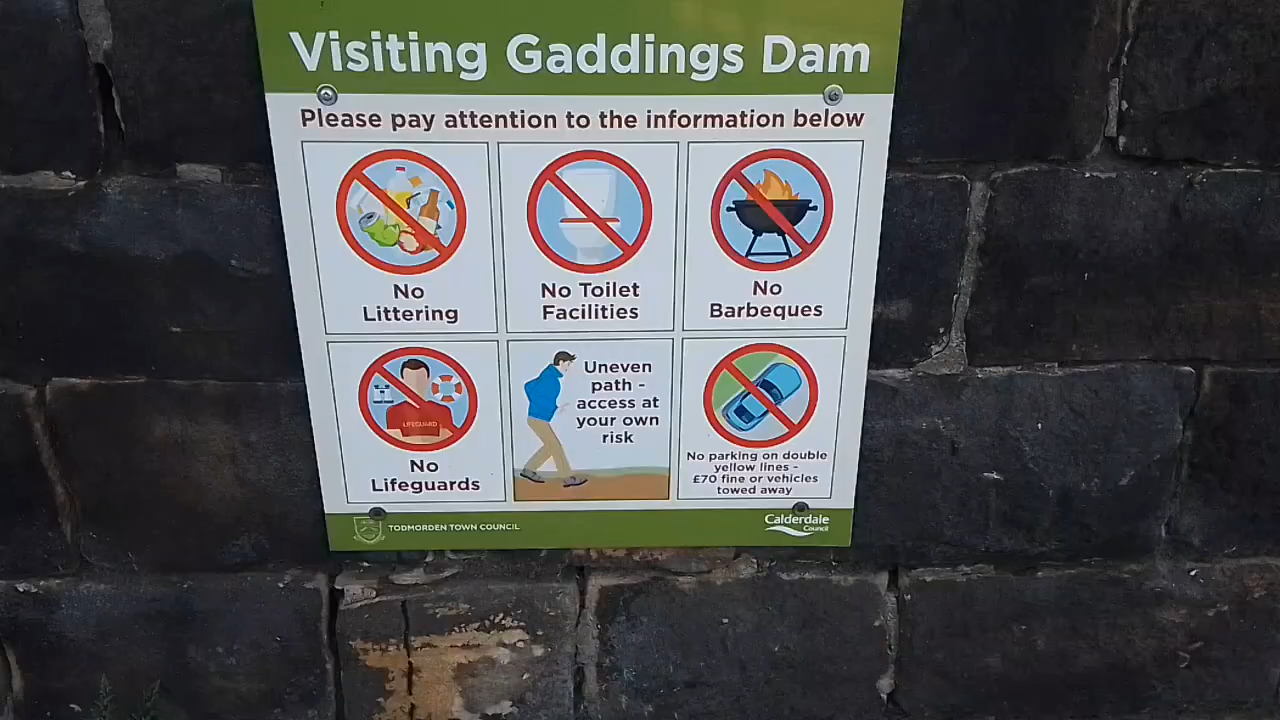 Visiting Gaddings Dam
Please pay attention to the information below
No
Littering
No Toilet
Facilities
No
Barbeques
LIFEGUARD
No
Lifeguards
Uneven
path -
access at
your own
risk
No parking on double
yellow lines -
£70 fine or vehicles
towed away
TODMORDEN TOWN COUNCIL
Calderdale
Council